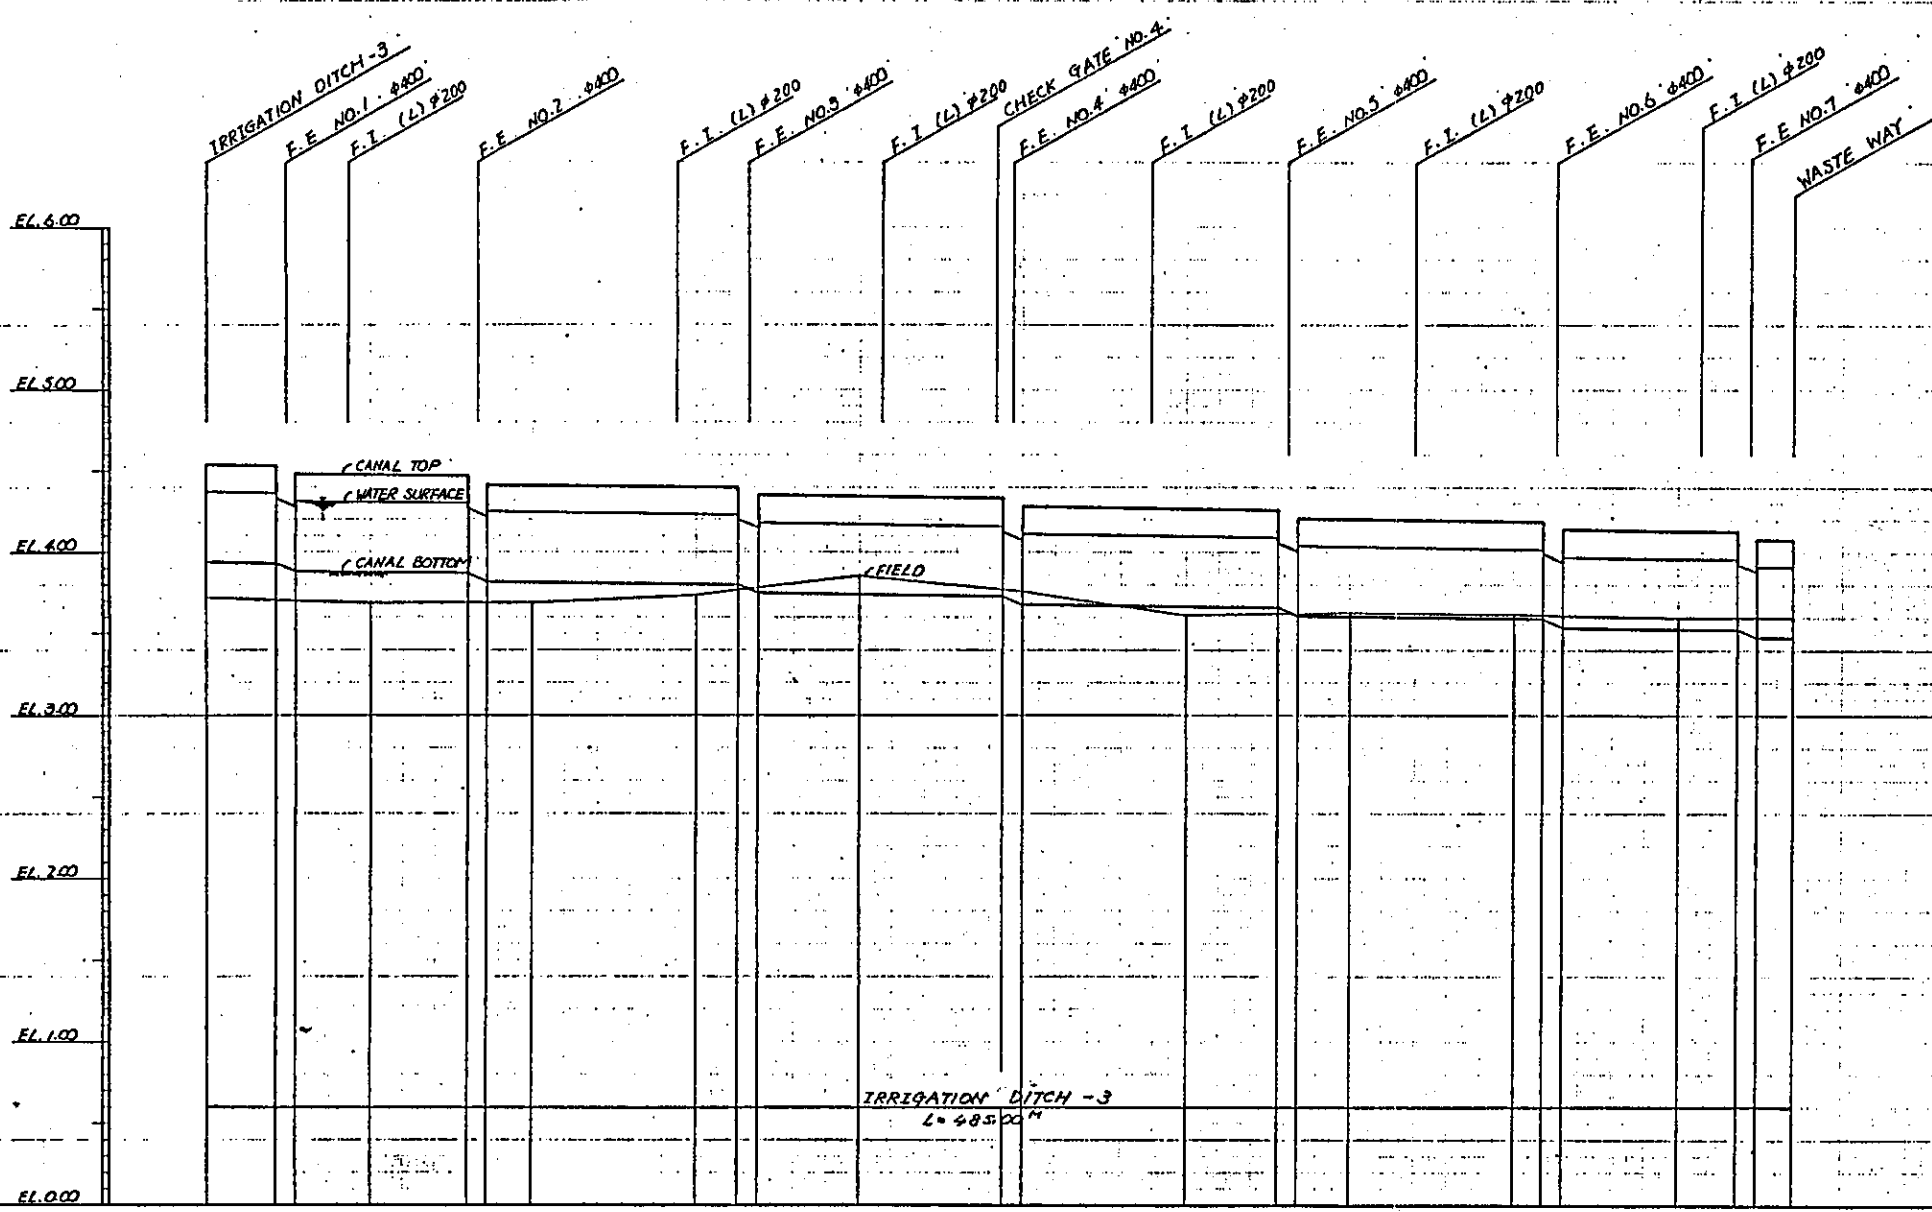 IRRIGATION DITCH-3
F.E. NO.1. φ400
F.I. (L) φ200
F.E. NO.2. φ400
F.I. (L) φ200
F.E. NO.3 φ400
F.I (L) φ200
CHECK GATE NO.4
F.E. NO.4 φ400
F.I (L) φ200
F.E. NO.5 φ400
F.I. (L) φ200
F.E. NO.6 φ400
F.I (L) φ200
F.E NO.7 φ400
WASTE WAY
EL.6.00
EL.5.00
CANAL TOP
WATER SURFACE
EL.4.00
CANAL BOTTOM
FIELD
EL.3.00
EL.2.00
EL.1.00
IRRIGATION DITCH -3
L= 485.00 M
EL.0.00